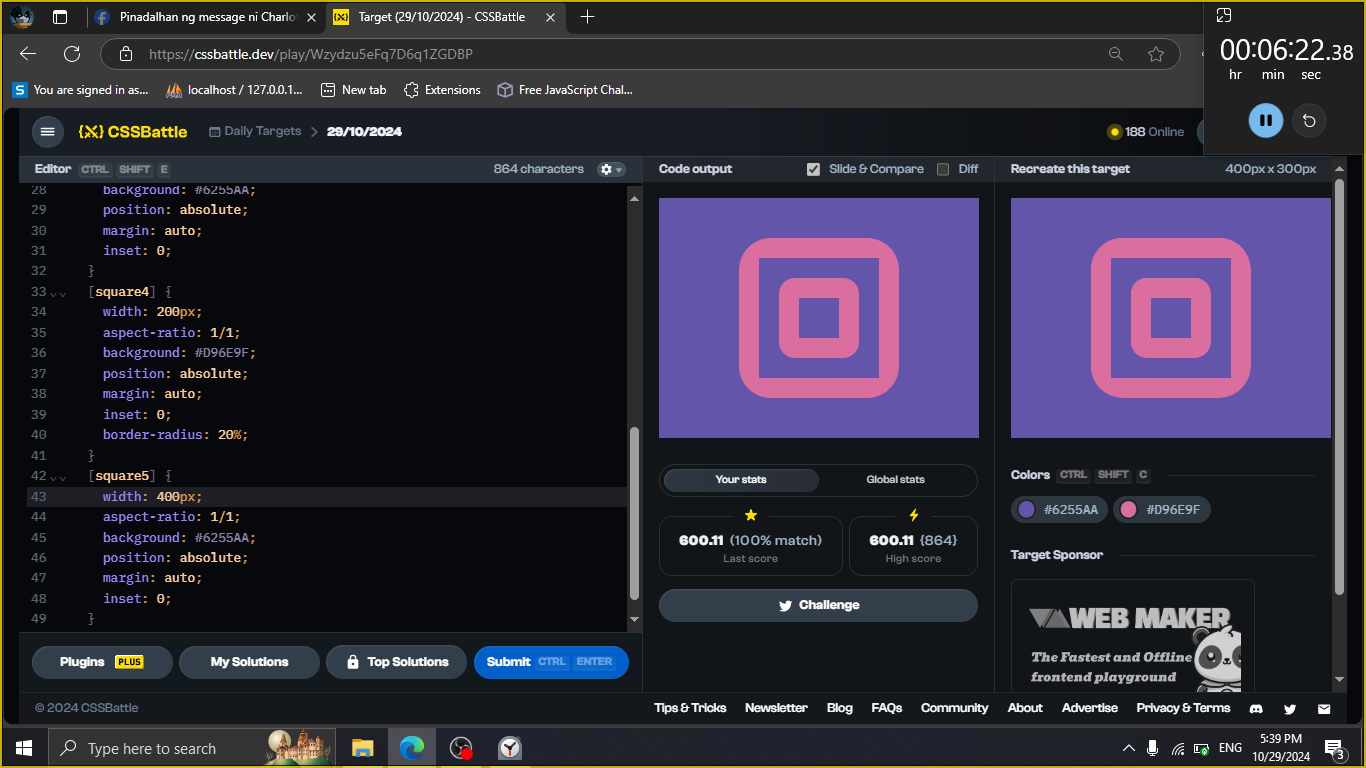 Pinadalhan ng message ni Charlot
Target (29/10/2024) - CSSBattle
https://cssbattle.dev/play/Wzydzu5eFq7D6q1ZGDBP
00:06:22.38
hr min sec
You are signed in as...
localhost / 127.0.0.1...
New tab
Extensions
Free JavaScript Chal...
{X} CSSBattle
Daily Targets
29/10/2024
188 Online
Editor CTRL SHIFT E
864 characters
Code output
Slide & Compare
Diff
Recreate this target
400px x 300px
28 background: #6255AA;
29 position: absolute;
30 margin: auto;
31 inset: 0;
32 }
33 [square4] {
34 width: 200px;
35 aspect-ratio: 1/1;
36 background: #D96E9F;
37 position: absolute;
38 margin: auto;
39 inset: 0;
40 border-radius: 20%;
41 }
42 [square5] {
43 width: 400px;
44 aspect-ratio: 1/1;
45 background: #6255AA;
46 position: absolute;
47 margin: auto;
48 inset: 0;
49 }
Your stats
Global stats
600.11 (100% match)
Last score
600.11 {864}
High score
Challenge
Colors CTRL SHIFT C
#6255AA
#D96E9F
Target Sponsor
WEB MAKER
The Fastest and Offline
frontend playground
Plugins PLUS
My Solutions
Top Solutions
Submit CTRL ENTER
© 2024 CSSBattle
Tips & Tricks
Newsletter
Blog
FAQs
Community
About
Advertise
Privacy & Terms
Type here to search
ENG
5:39 PM
10/29/2024
3